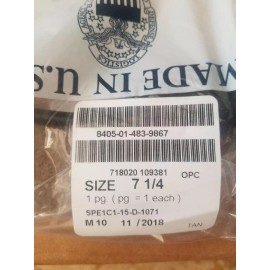 LOGISTICS
MADE IN U.S
8405-01-483-9867
718020 109381 OPC
SIZE 7 1/4
1 pg. ( pg = 1 each )
SPE1C1-15-D-1071
M 10 11 / 2018 TAN